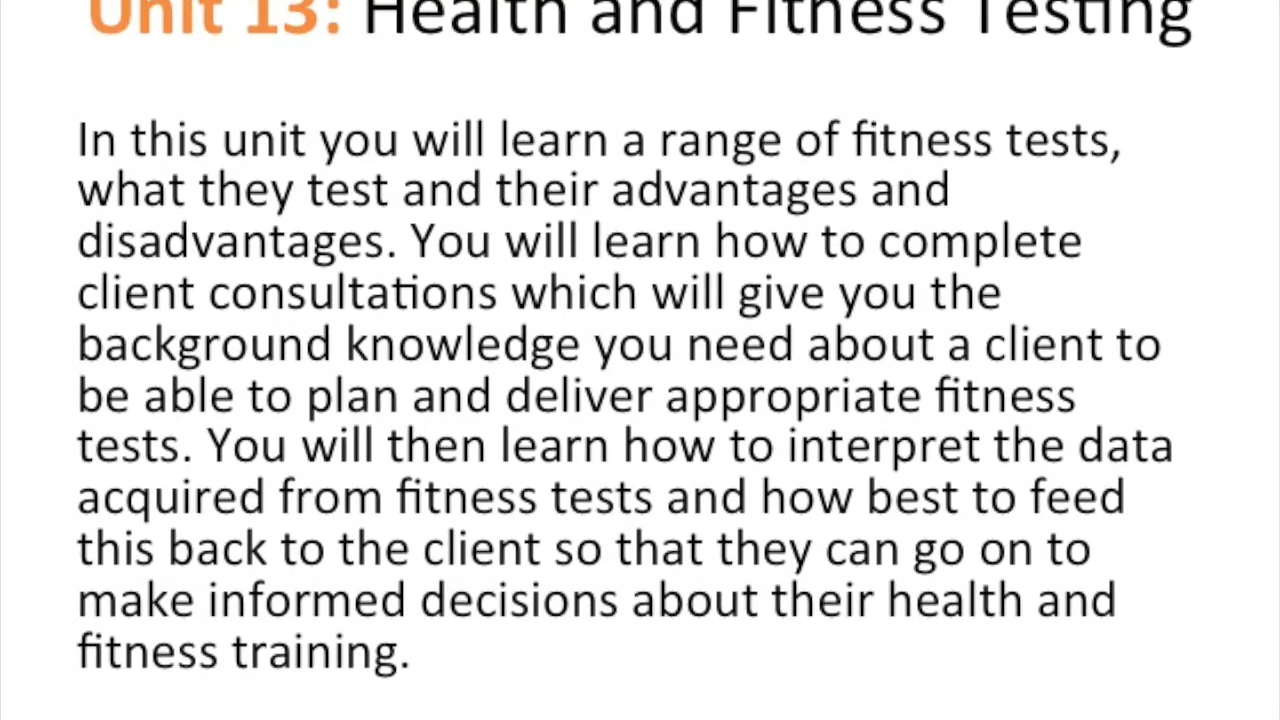 Unit 13: Health and Fitness Testing
In this unit you will learn a range of fitness tests,
what they test and their advantages and
disadvantages. You will learn how to complete
client consultations which will give you the
background knowledge you need about a client to
be able to plan and deliver appropriate fitness
tests. You will then learn how to interpret the data
acquired from fitness tests and how best to feed
this back to the client so that they can go on to
make informed decisions about their health and
fitness training.